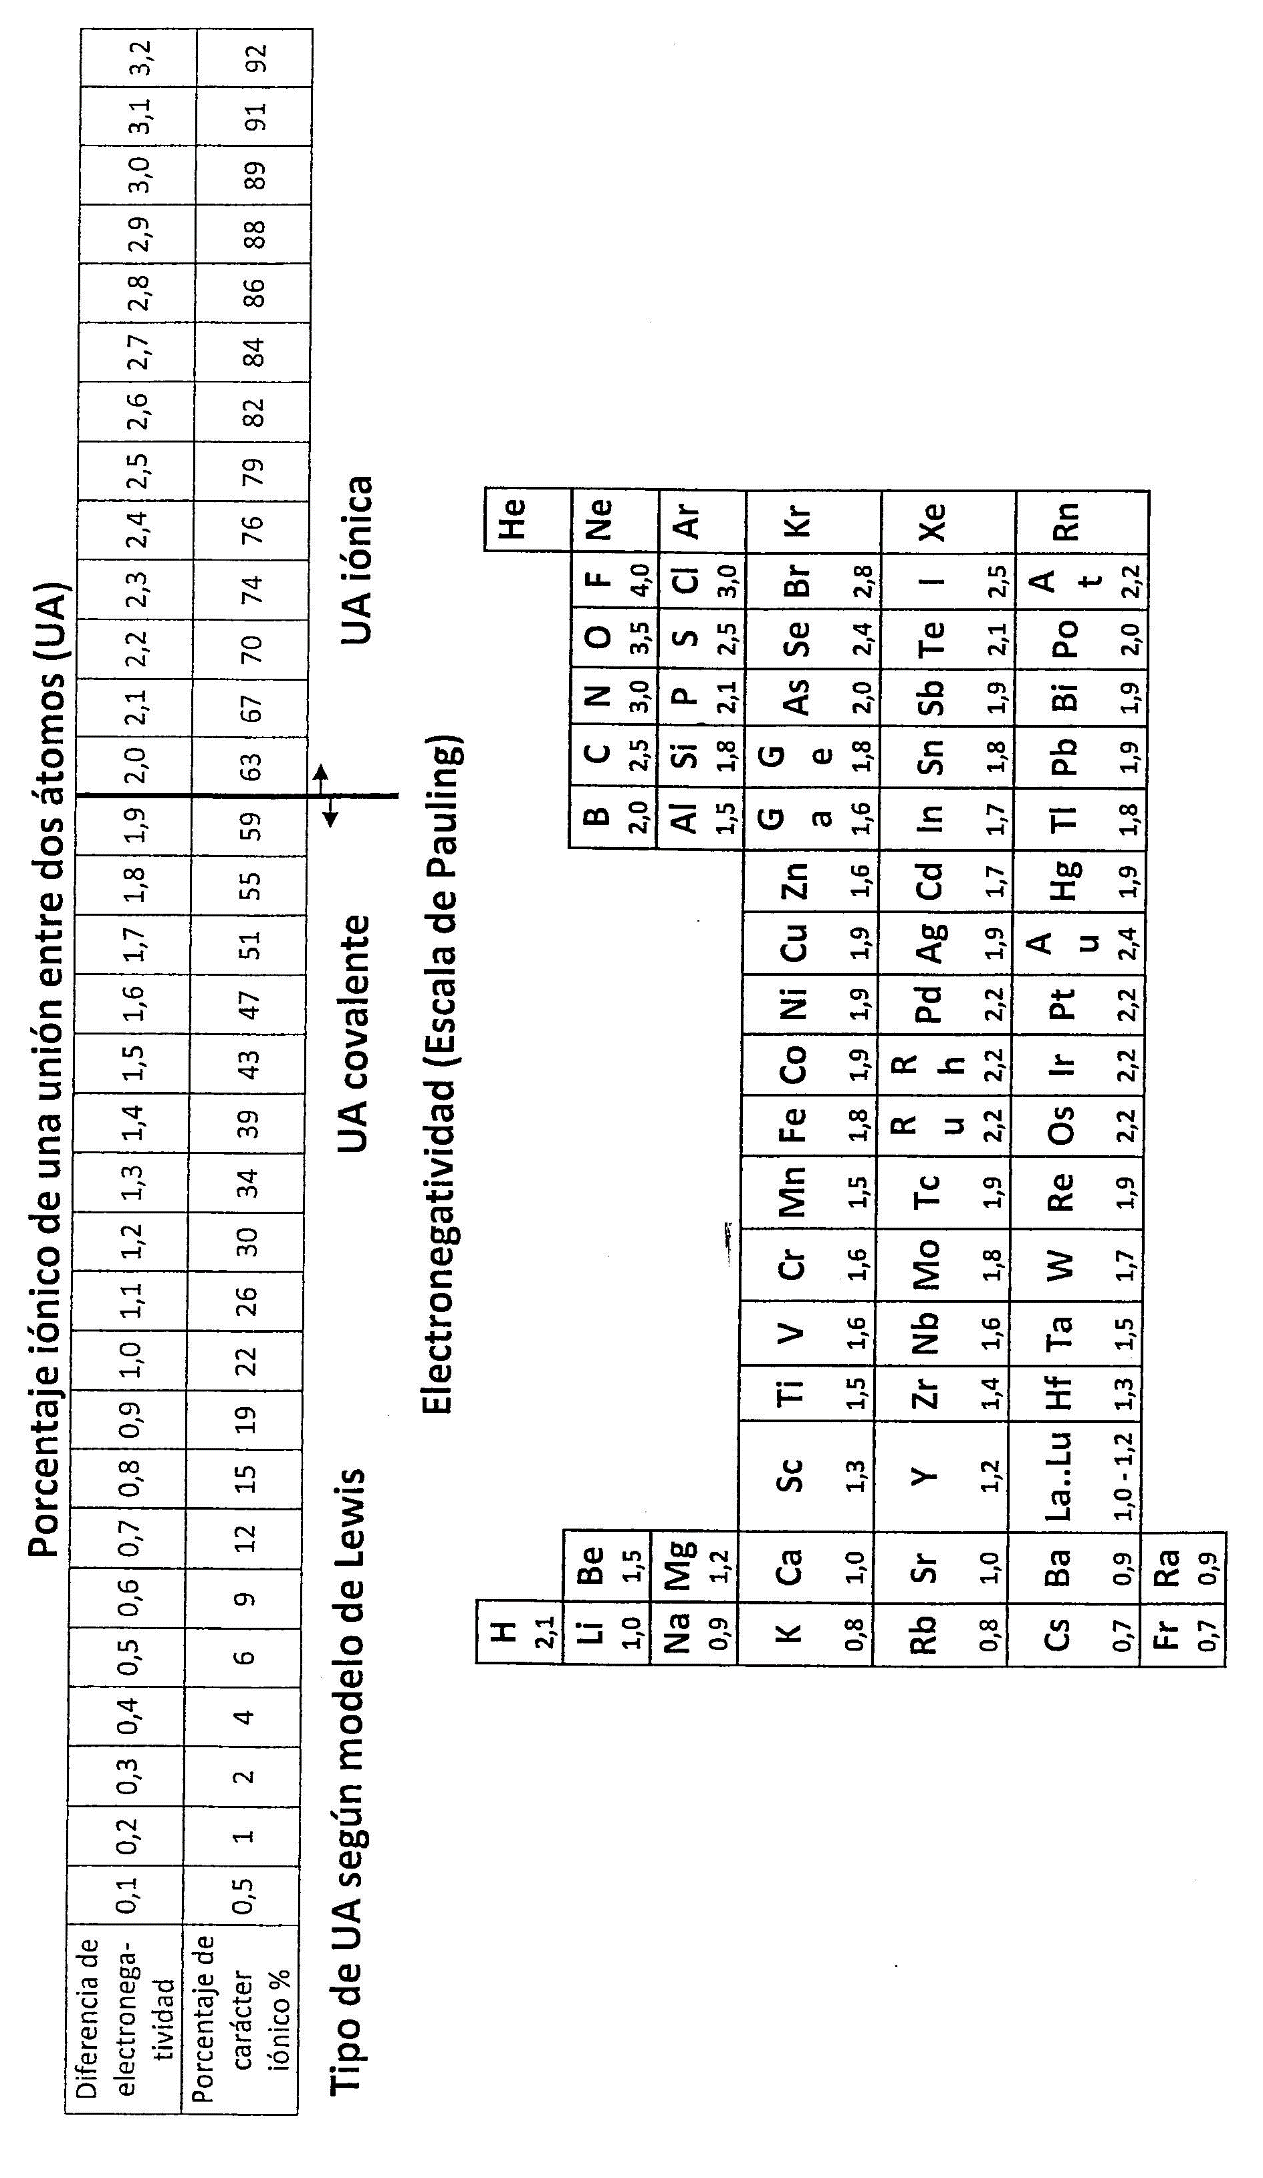 Porcentaje iónico de una unión entre dos átomos (UA)
Diferencia de electronega-tividad 0,1 0,2 0,3 0,4 0,5 0,6 0,7 0,8 0,9 1,0 1,1 1,2 1,3 1,4 1,5 1,6 1,7 1,8 1,9 2,0 2,1 2,2 2,3 2,4 2,5 2,6 2,7 2,8 2,9 3,0 3,1 3,2
Porcentaje de carácter iónico % 0,5 1 2 4 6 9 12 15 19 22 26 30 34 39 43 47 51 55 59 63 67 70 74 76 79 82 84 86 88 89 91 92
Tipo de UA según modelo de Lewis UA covalente UA iónica
Electronegatividad (Escala de Pauling)
H He
2,1
Li Be B C N O F Ne
1,0 1,5 2,0 2,5 3,0 3,5 4,0
Na Mg Al Si P S Cl Ar
0,9 1,2 1,5 1,8 2,1 2,5 3,0
K Ca Sc Ti V Cr Mn Fe Co Ni Cu Zn Ga Ge As Se Br Kr
0,8 1,0 1,3 1,5 1,6 1,6 1,5 1,8 1,9 1,9 1,9 1,6 1,6 1,8 2,0 2,4 2,8
Rb Sr Y Zr Nb Mo Tc Ru Rh Pd Ag Cd In Sn Sb Te I Xe
0,8 1,0 1,2 1,4 1,6 1,8 1,9 2,2 2,2 2,2 1,9 1,7 1,7 1,8 1,9 2,1 2,5
Cs Ba La..Lu Hf Ta W Re Os Ir Pt Au Hg Tl Pb Bi Po At Rn
0,7 0,9 1,0 - 1,2 1,3 1,5 1,7 1,9 2,2 2,2 2,2 2,4 1,9 1,8 1,9 1,9 2,0 2,2
Fr Ra
0,7 0,9